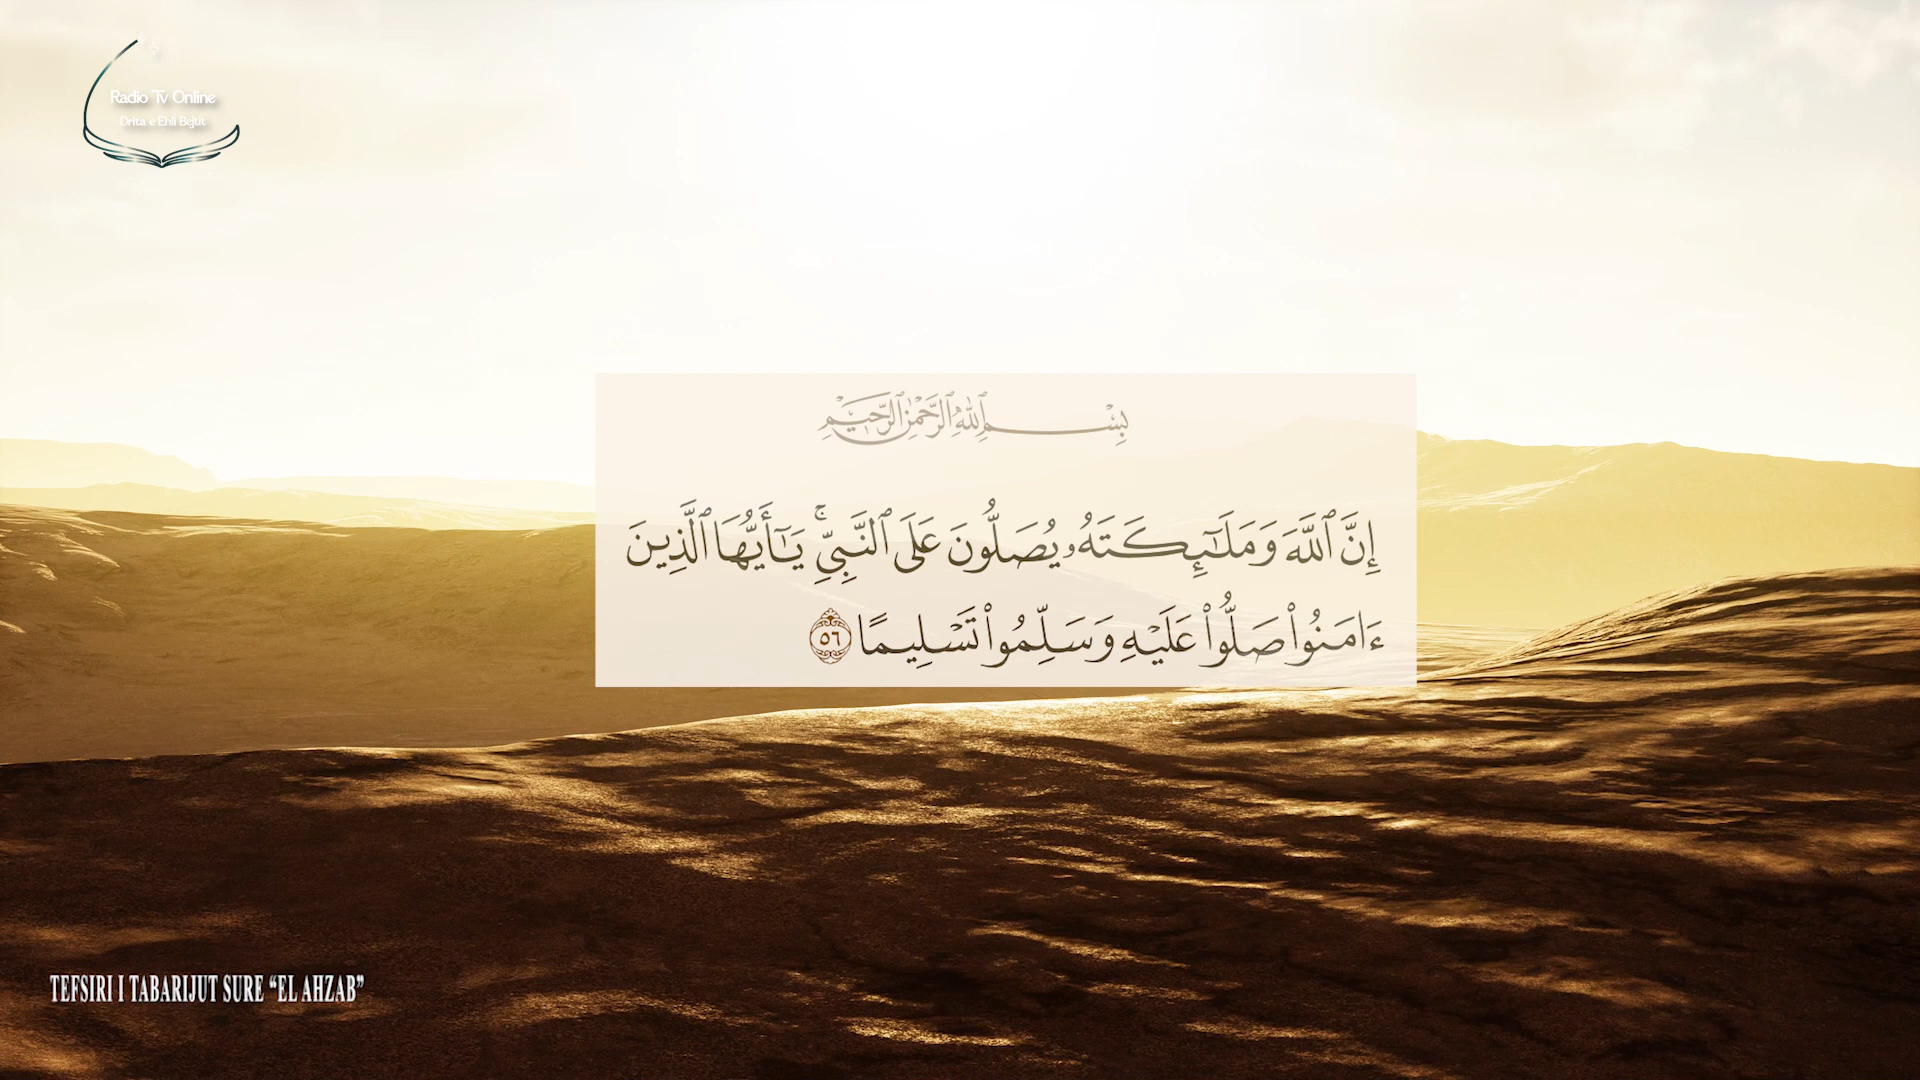 Radio Tv Online
Drita e Ehli Bejtit
بِسْمِ ٱللَّهِ ٱلرَّحْمَٰنِ ٱلرَّحِيمِ
إِنَّ ٱللَّهَ وَمَلَـٰٓئِكَتَهُۥ يُصَلُّونَ عَلَى ٱلنَّبِىِّ ۚ يَـٰٓأَيُّهَا ٱلَّذِينَ
ءَامَنُوا۟ صَلُّوا۟ عَلَيْهِ وَسَلِّمُوا۟ تَسْلِيمًا ٥٦
TEFSIRI I TABARIJUT SURE “EL AHZAB”